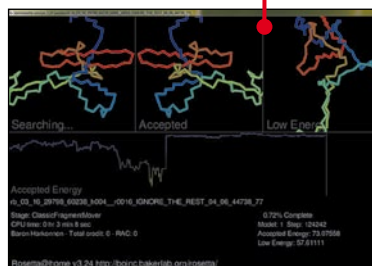 Searching... Accepted Low Energy
Accepted Energy
rb_03_16_29798_60238_h004__r0016_IGNORE_THE_REST_04_06_44738_77
Stage: ClassicFragmentMover 0.72% Complete
CPU time: 0 hr 3 min 8 sec Model: 1 Step: 124242
Baron Harkonnen - Total credit: 0 - RAC: 0 Accepted Energy: 73.07558
Low Energy: 57.61111
Rosetta@home v3.24 http://boinc.bakerlab.org/rosetta/